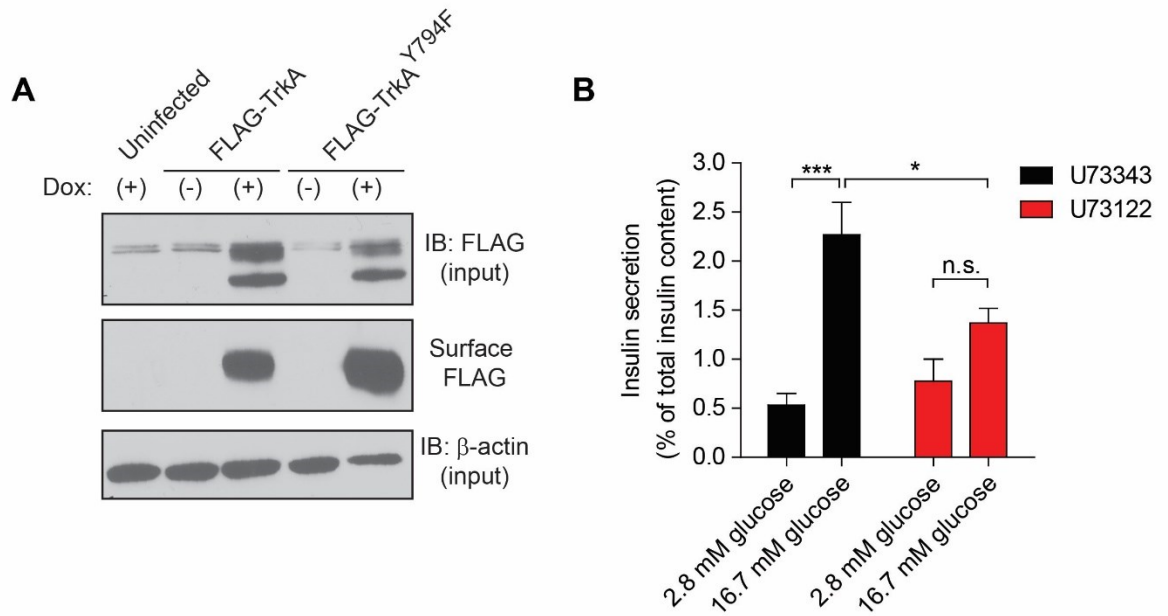 A
Uninfected
FLAG-TrkA
FLAG-TrkA Y794F
Dox: (+) (-) (+) (-) (+)
IB: FLAG
(input)
Surface
FLAG
IB: β-actin
(input)
B
Insulin secretion
(% of total insulin content)
3.0
2.5
2.0
1.5
1.0
0.5
0.0
***
*
n.s.
U73343
U73122
2.8 mM glucose
16.7 mM glucose
2.8 mM glucose
16.7 mM glucose